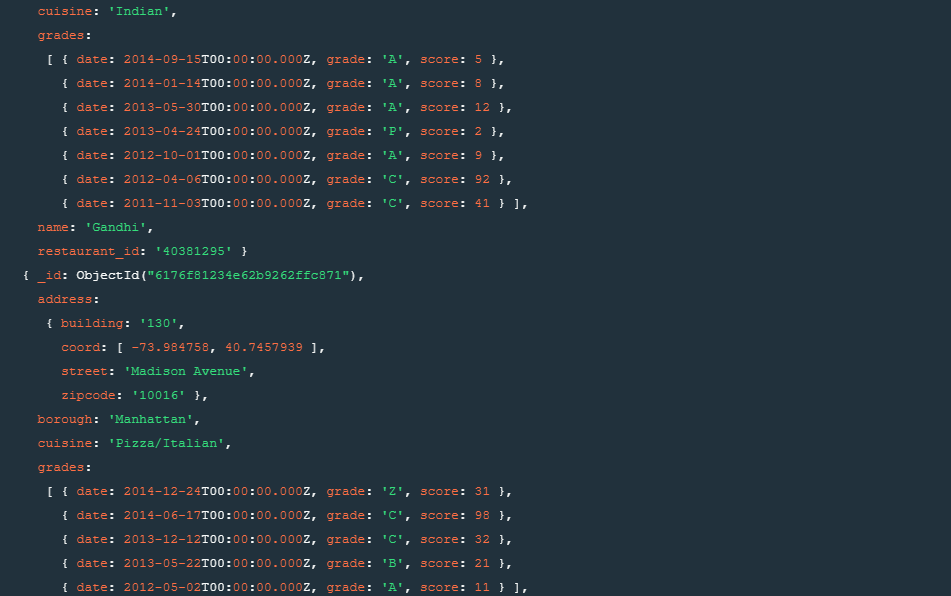 cuisine: 'Indian',
grades:
[ { date: 2014-09-15T00:00:00.000Z, grade: 'A', score: 5 },
{ date: 2014-01-14T00:00:00.000Z, grade: 'A', score: 8 },
{ date: 2013-05-30T00:00:00.000Z, grade: 'A', score: 12 },
{ date: 2013-04-24T00:00:00.000Z, grade: 'P', score: 2 },
{ date: 2012-10-01T00:00:00.000Z, grade: 'A', score: 9 },
{ date: 2012-04-06T00:00:00.000Z, grade: 'C', score: 92 },
{ date: 2011-11-03T00:00:00.000Z, grade: 'C', score: 41 } ],
name: 'Gandhi',
restaurant_id: '40381295' }
{ _id: ObjectId("6176f81234e62b9262ffc871"),
address:
{ building: '130',
coord: [ -73.984758, 40.7457939 ],
street: 'Madison Avenue',
zipcode: '10016' },
borough: 'Manhattan',
cuisine: 'Pizza/Italian',
grades:
[ { date: 2014-12-24T00:00:00.000Z, grade: 'Z', score: 31 },
{ date: 2014-06-17T00:00:00.000Z, grade: 'C', score: 98 },
{ date: 2013-12-12T00:00:00.000Z, grade: 'C', score: 32 },
{ date: 2013-05-22T00:00:00.000Z, grade: 'B', score: 21 },
{ date: 2012-05-02T00:00:00.000Z, grade: 'A', score: 11 } ],